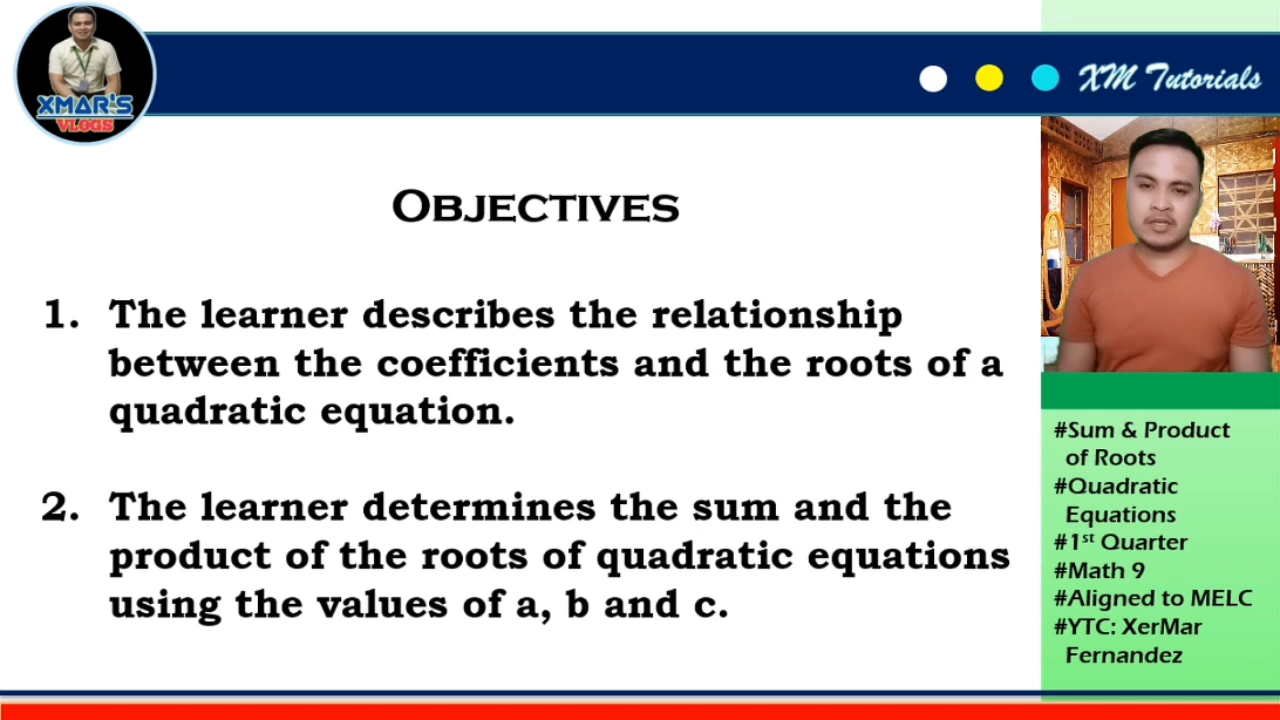 XMAR'S
VLOGS
XM Tutorials
OBJECTIVES
1. The learner describes the relationship
between the coefficients and the roots of a
quadratic equation.
2. The learner determines the sum and the
product of the roots of quadratic equations
using the values of a, b and c.
#Sum & Product
of Roots
#Quadratic
Equations
#1st Quarter
#Math 9
#Aligned to MELC
#YTC: XerMar
Fernandez